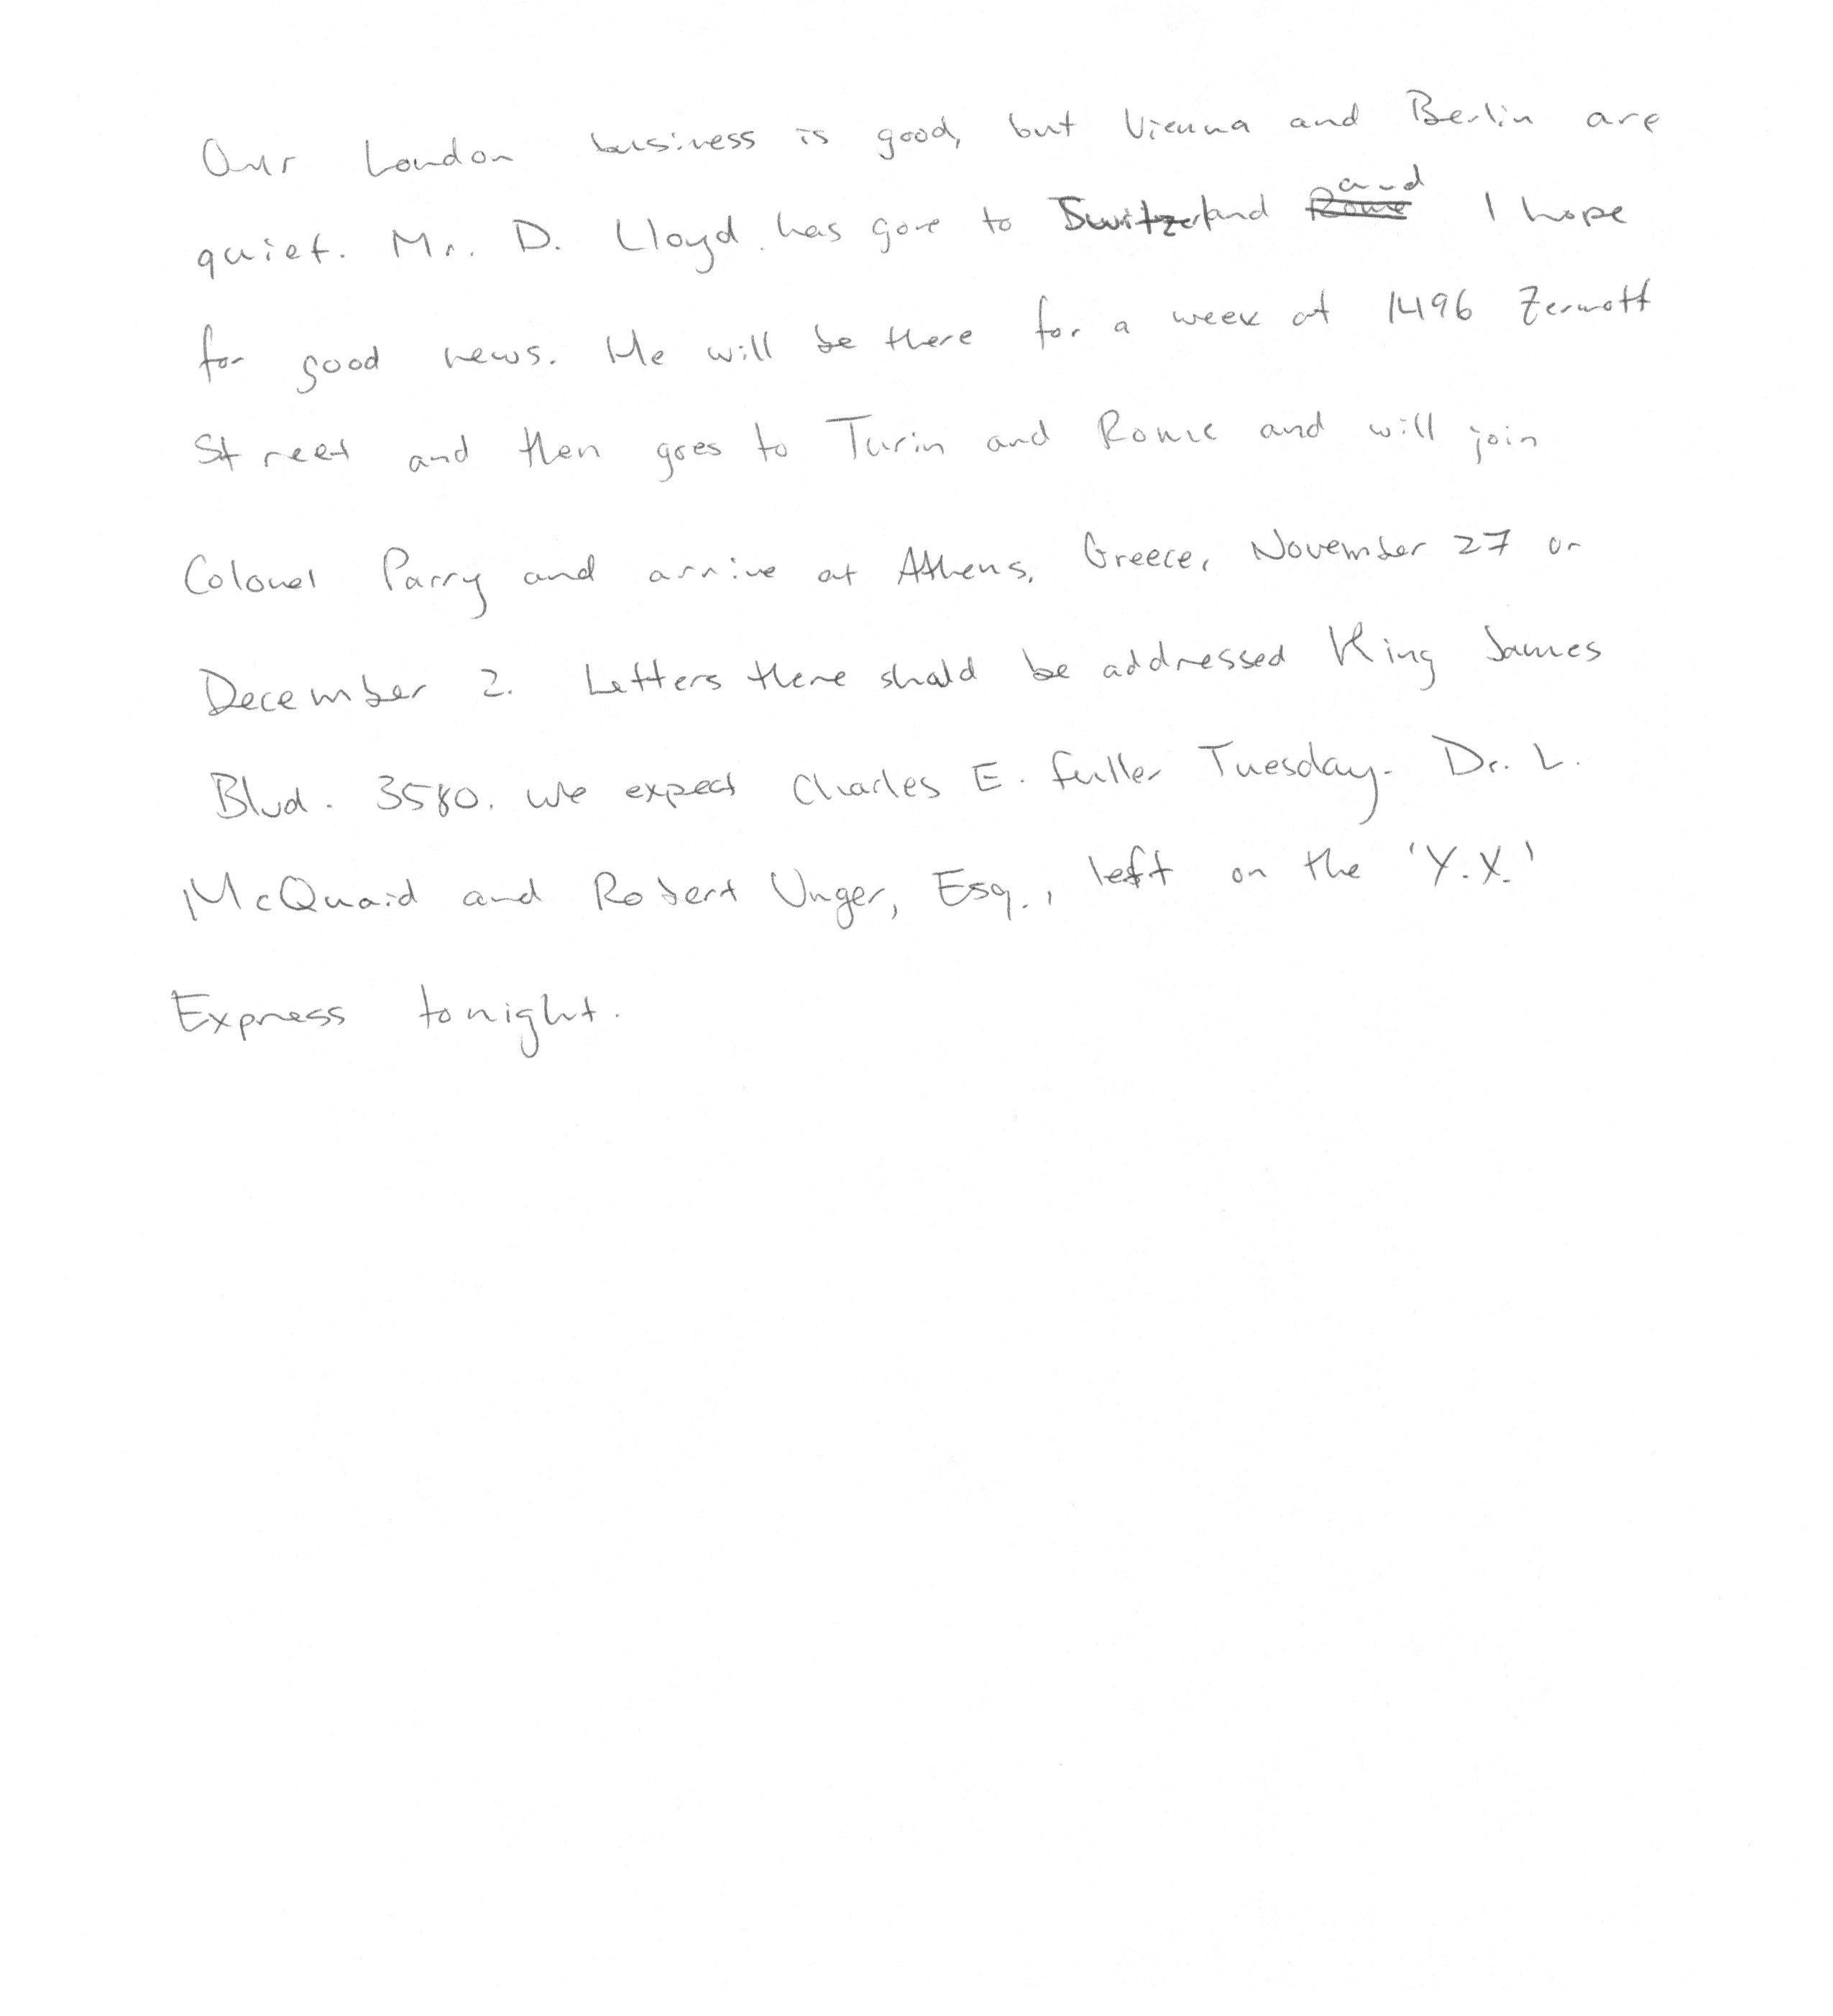 Our London business is good, but Vienna and Berlin are
quiet. Mr. D. Lloyd has gone to Switzerland and I hope
for good news. He will be there for a week at 1496 Zermott
Street and then goes to Turin and Rome and will join
Colonel Parry and arrive at Athens, Greece, November 27 or
December 2. Letters there should be addressed King James
Blvd. 3580. We expect Charles E. Fuller Tuesday. Dr. L.
McQuaid and Robert Unger, Esq., left on the 'Y.X.'
Express tonight.